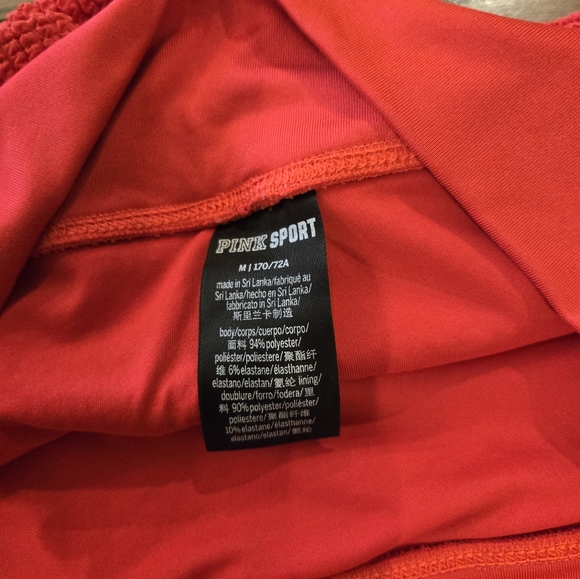 PINK SPORT
M | 170/72A
made in Sri Lanka/fabriqué au
Sri Lanka/hecho en Sri Lanka/
fabbricato in Sri Lanka/
斯里兰卡制造
body/corps/cuerpo/corpo/
面料 94% polyester/
poliéster/poliestere/聚酯纤
维 6% elastane/élasthanne/
elastano/elastan/氨纶 lining/
doublure/forro/fodera/里
料 90% polyester/poliéster/
poliestere/聚酯纤维
10% elastane/élasthanne/
elastano/elastan/氨纶